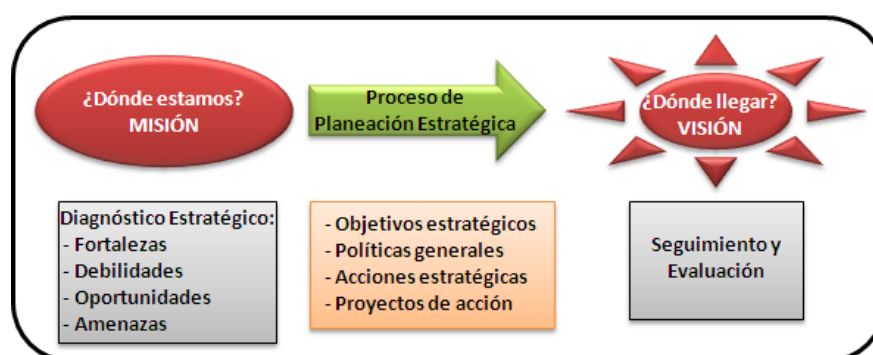 ¿Dónde estamos?
MISIÓN
Proceso de
Planeación Estratégica
¿Dónde llegar?
VISIÓN
Diagnóstico Estratégico:
- Fortalezas
- Debilidades
- Oportunidades
- Amenazas
- Objetivos estratégicos
- Políticas generales
- Acciones estratégicas
- Proyectos de acción
Seguimiento y
Evaluación